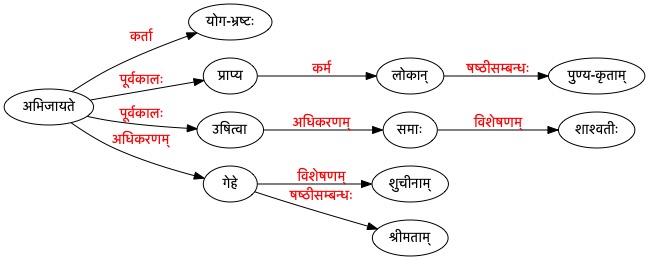 योग-भ्रष्टः
कर्ता
पूर्वकालः
प्राप्य
कर्म
लोकान्
षष्ठीसम्बन्धः
पुण्य-कृताम्
अभिजायते
पूर्वकालः
उषित्वा
अधिकरणम्
समाः
विशेषणम्
शाश्वतीः
अधिकरणम्
गेहे
विशेषणम्
शुचीनाम्
षष्ठीसम्बन्धः
श्रीमताम्